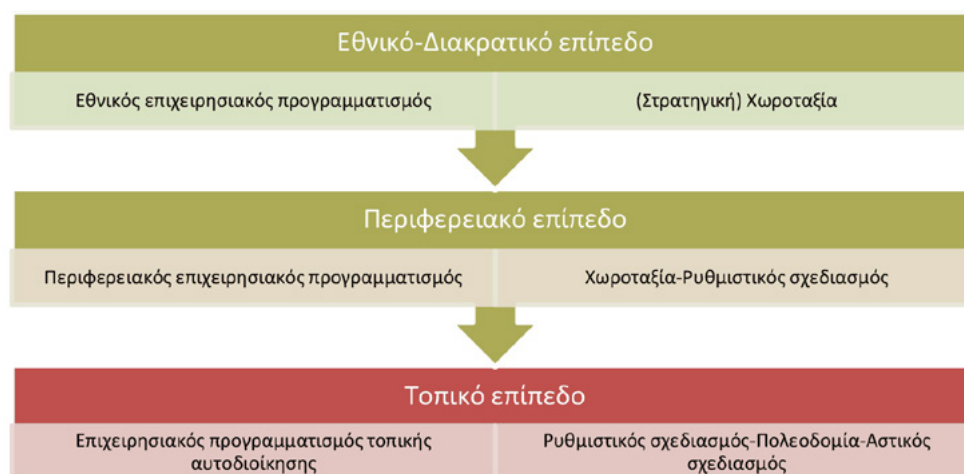 Εθνικό-Διακρατικό επίπεδο
Εθνικός επιχειρησιακός προγραμματισμός
(Στρατηγική) Χωροταξία
Περιφερειακό επίπεδο
Περιφερειακός επιχειρησιακός προγραμματισμός
Χωροταξία-Ρυθμιστικός σχεδιασμός
Τοπικό επίπεδο
Επιχειρησιακός προγραμματισμός τοπικής
αυτοδιοίκησης
Ρυθμιστικός σχεδιασμός-Πολεοδομία-Αστικός
σχεδιασμός